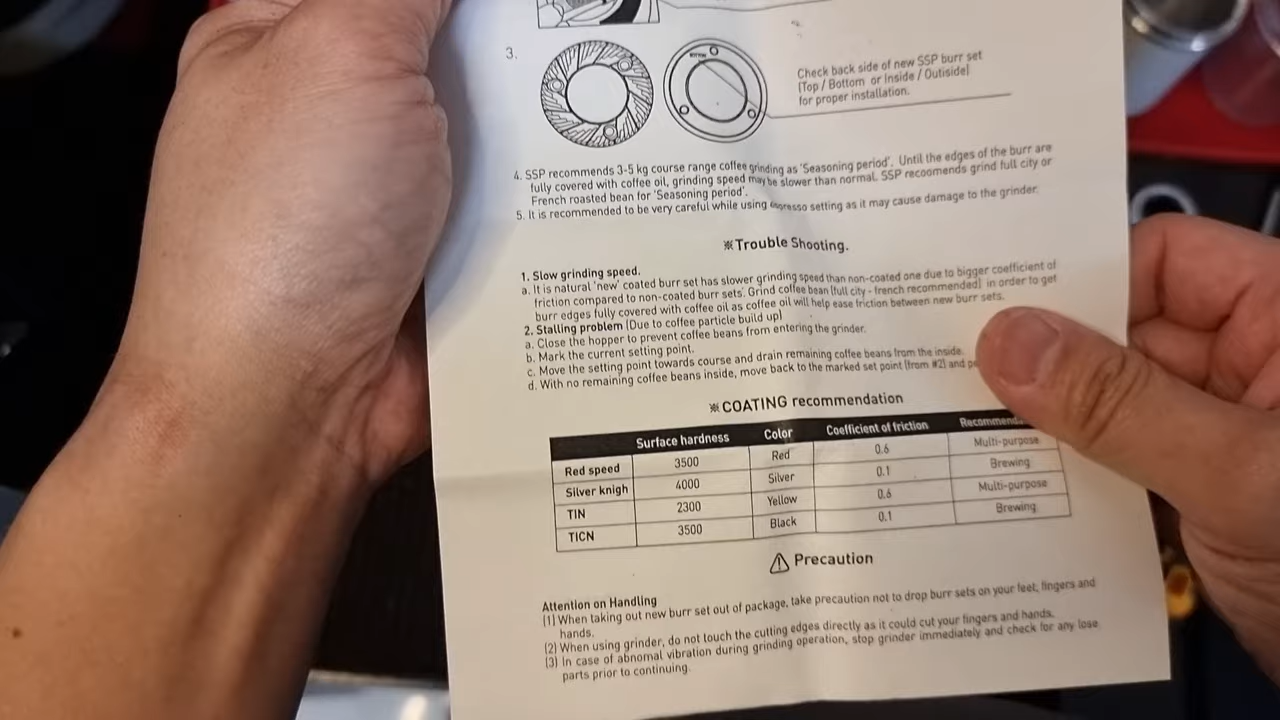 3.
BOTTOM
Check back side of new SSP burr set
(Top / Bottom or Inside / Outiside)
for proper installation.
4. SSP recommends 3-5 kg course range coffee grinding as 'Seasoning period'. Until the edges of the burr are
fully covered with coffee oil, grinding speed may be slower than normal. SSP recoomends grind full city or
French roasted bean for 'Seasoning period'.
5. It is recommended to be very careful while using espresso setting as it may cause damage to the grinder.
※Trouble Shooting.
1. Slow grinding speed.
a. It is natural 'new' coated burr set has slower grinding speed than non-coated one due to bigger coefficient of
friction compared to non-coated burr sets'. Grind coffee bean (full city - french recommended) in order to get
burr edges fully covered with coffee oil as coffee oil will help ease friction between new burr sets.
2. Stalling problem (Due to coffee particle build up)
a. Close the hopper to prevent coffee beans from entering the grinder.
b. Mark the current setting point.
c. Move the setting point towards course and drain remaining coffee beans from the inside.
d. With no remaining coffee beans inside, move back to the marked set point (from #2) and
※COATING recommendation
Surface hardness Color Coefficient of friction Recommend
Red speed 3500 Red 0.6 Multi-purpose
Silver knigh 4000 Silver 0.1 Brewing
TIN 2300 Yellow 0.6 Multi-purpose
TICN 3500 Black 0.1 Brewing
⚠ Precaution
Attention on Handling
(1) When taking out new burr set out of package, take precaution not to drop burr sets on your feet, fingers and
hands.
(2) When using grinder, do not touch the cutting edges directly as it could cut your fingers and hands.
(3) In case of abnomal vibration during grinding operation, stop grinder immediately and check for any lose
parts prior to continuing.